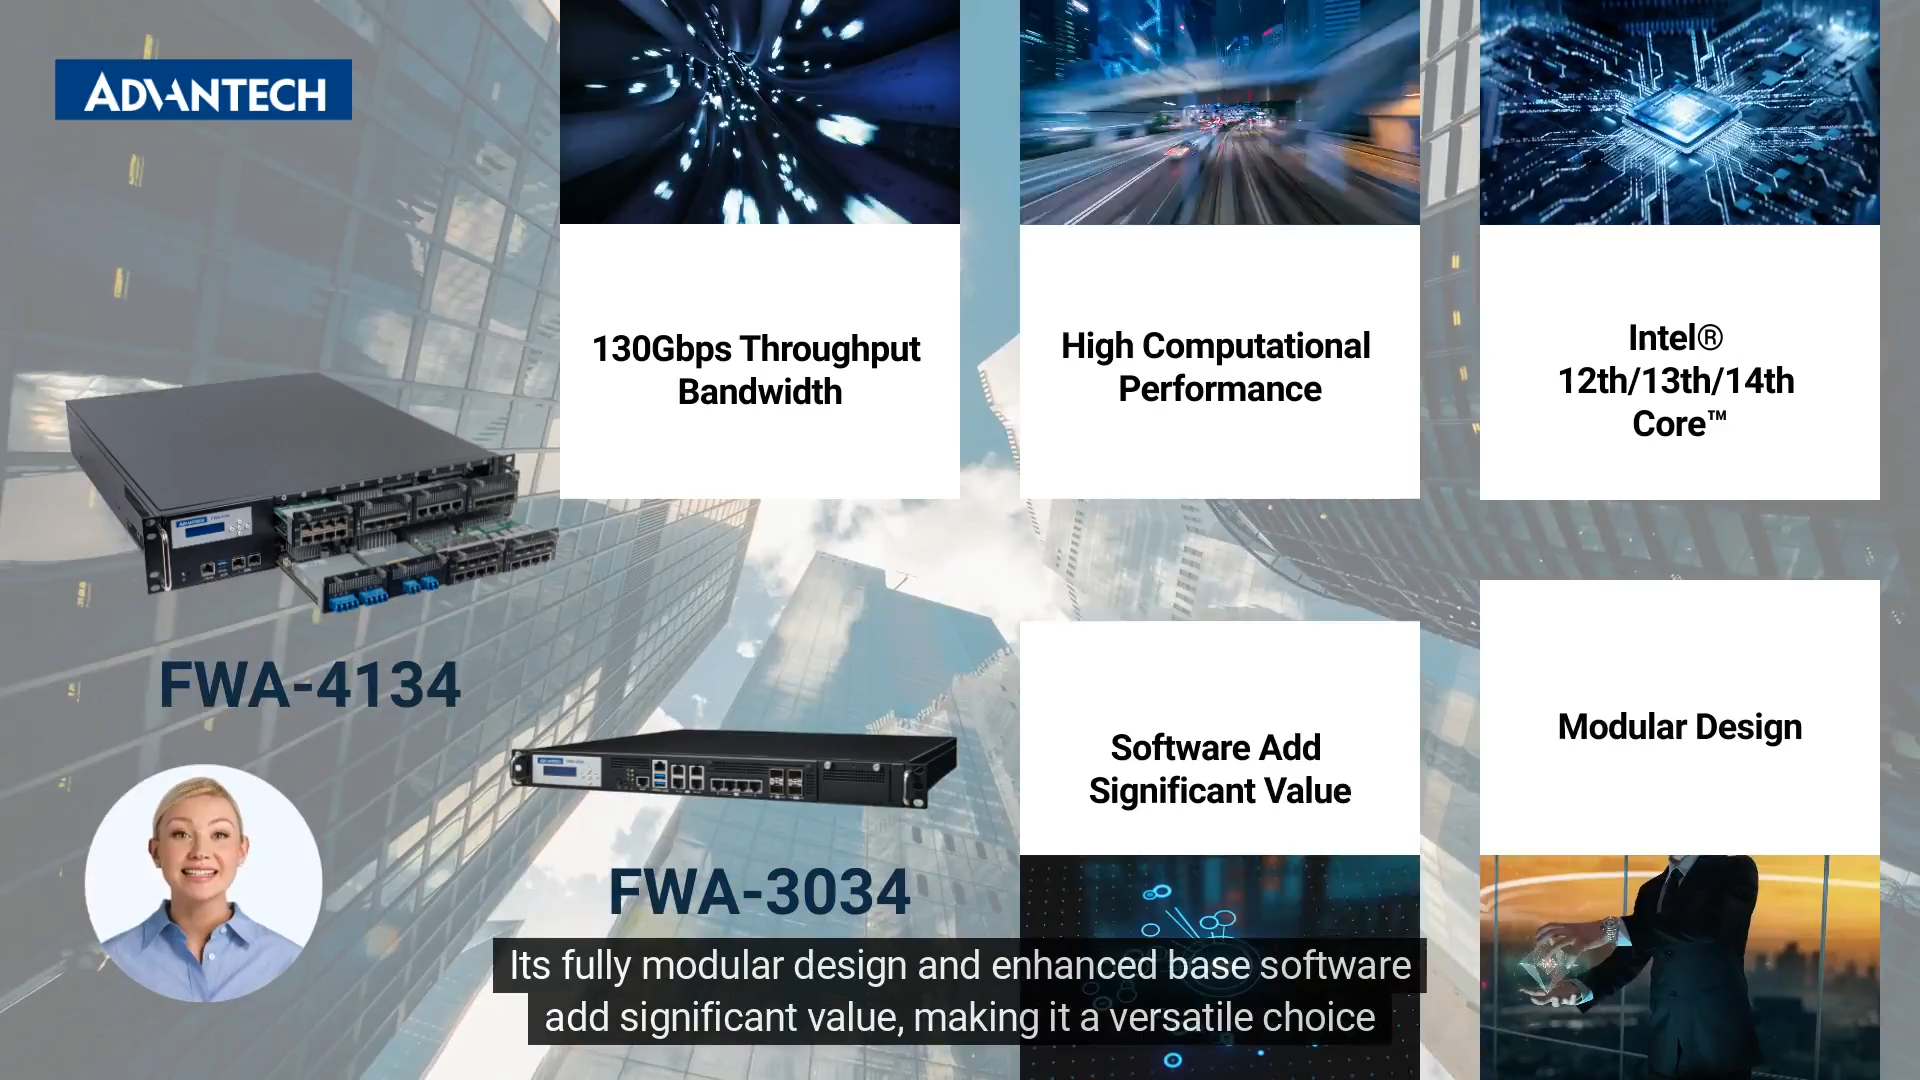 ADVANTECH
130Gbps Throughput
Bandwidth
High Computational
Performance
Intel®
12th/13th/14th
Core™
FWA-4134
Software Add
Significant Value
Modular Design
ADVANTECH
FWA-3034
Its fully modular design and enhanced base software
add significant value, making it a versatile choice